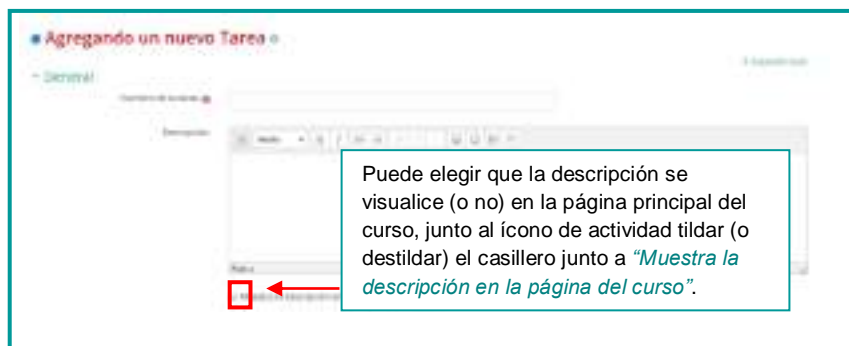 Agregando un nuevo Tarea
General
Descripción
Puede elegir que la descripción se
visualice (o no) en la página principal del
curso, junto al ícono de actividad tildar (o
destildar) el casillero junto a “Muestra la
descripción en la página del curso”.